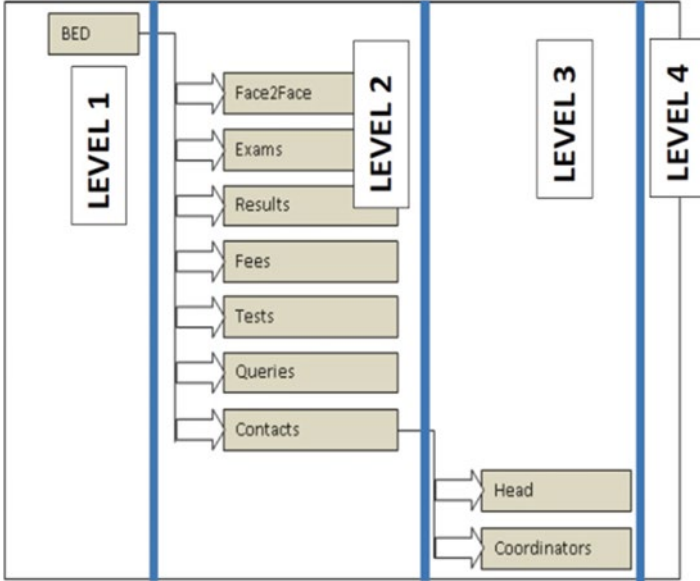 BED
LEVEL 1
Face2Face
Exams
Results
Fees
Tests
Queries
Contacts
LEVEL 2
Head
Coordinators
LEVEL 3
LEVEL 4